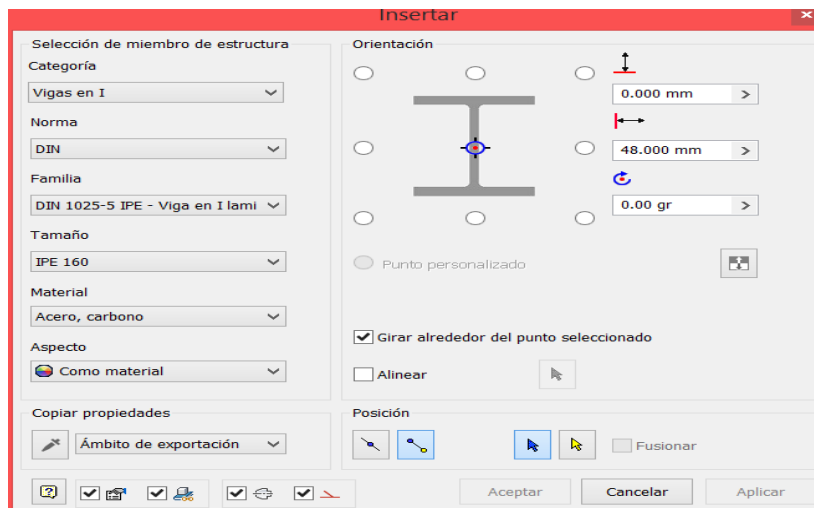 Insertar
Selección de miembro de estructura
Categoría
Vigas en I
Norma
DIN
Familia
DIN 1025-5 IPE - Viga en I lami
Tamaño
IPE 160
Material
Acero, carbono
Aspecto
Como material
Copiar propiedades
Ámbito de exportación
Orientación
0.000 mm
48.000 mm
0.00 gr
Punto personalizado
Girar alrededor del punto seleccionado
Alinear
Posición
Fusionar
Aceptar
Cancelar
Aplicar